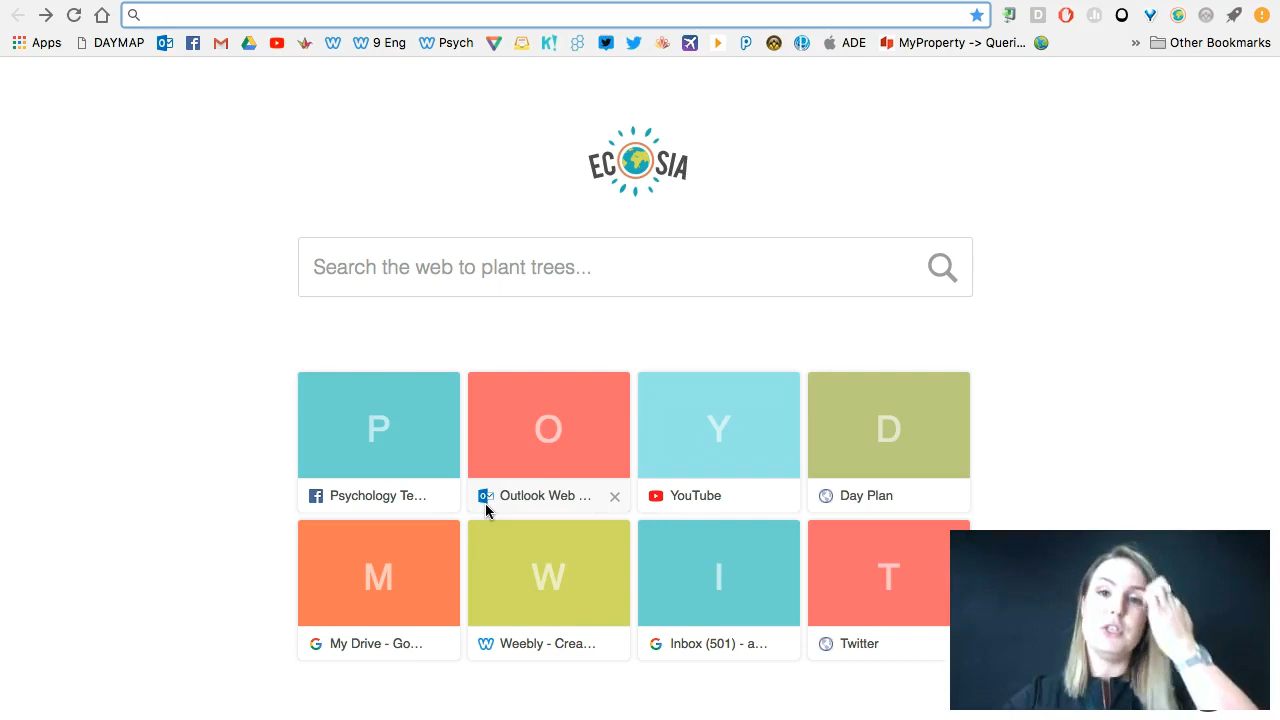 Apps DAYMAP 9 Eng Psych ADE MyProperty -> Queri... » Other Bookmarks
ECOSIA
Search the web to plant trees...
P O Y D
Psychology Te... Outlook Web ... YouTube Day Plan
M W I T
My Drive - Go... Weebly - Crea... Inbox (501) - a... Twitter